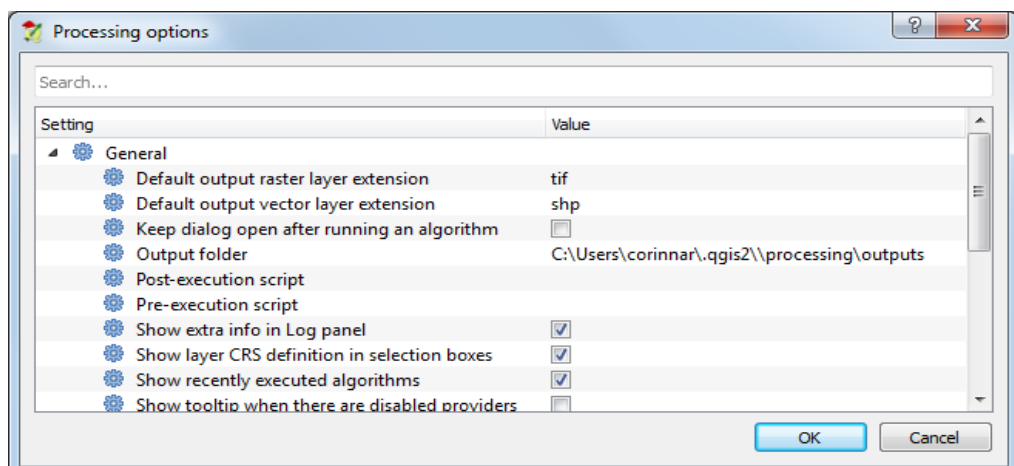 Processing options
Search...
Setting Value
General
Default output raster layer extension tif
Default output vector layer extension shp
Keep dialog open after running an algorithm
Output folder C:\Users\corinnar\.qgis2\\processing\outputs
Post-execution script
Pre-execution script
Show extra info in Log panel
Show layer CRS definition in selection boxes
Show recently executed algorithms
Show tooltip when there are disabled providers
OK Cancel